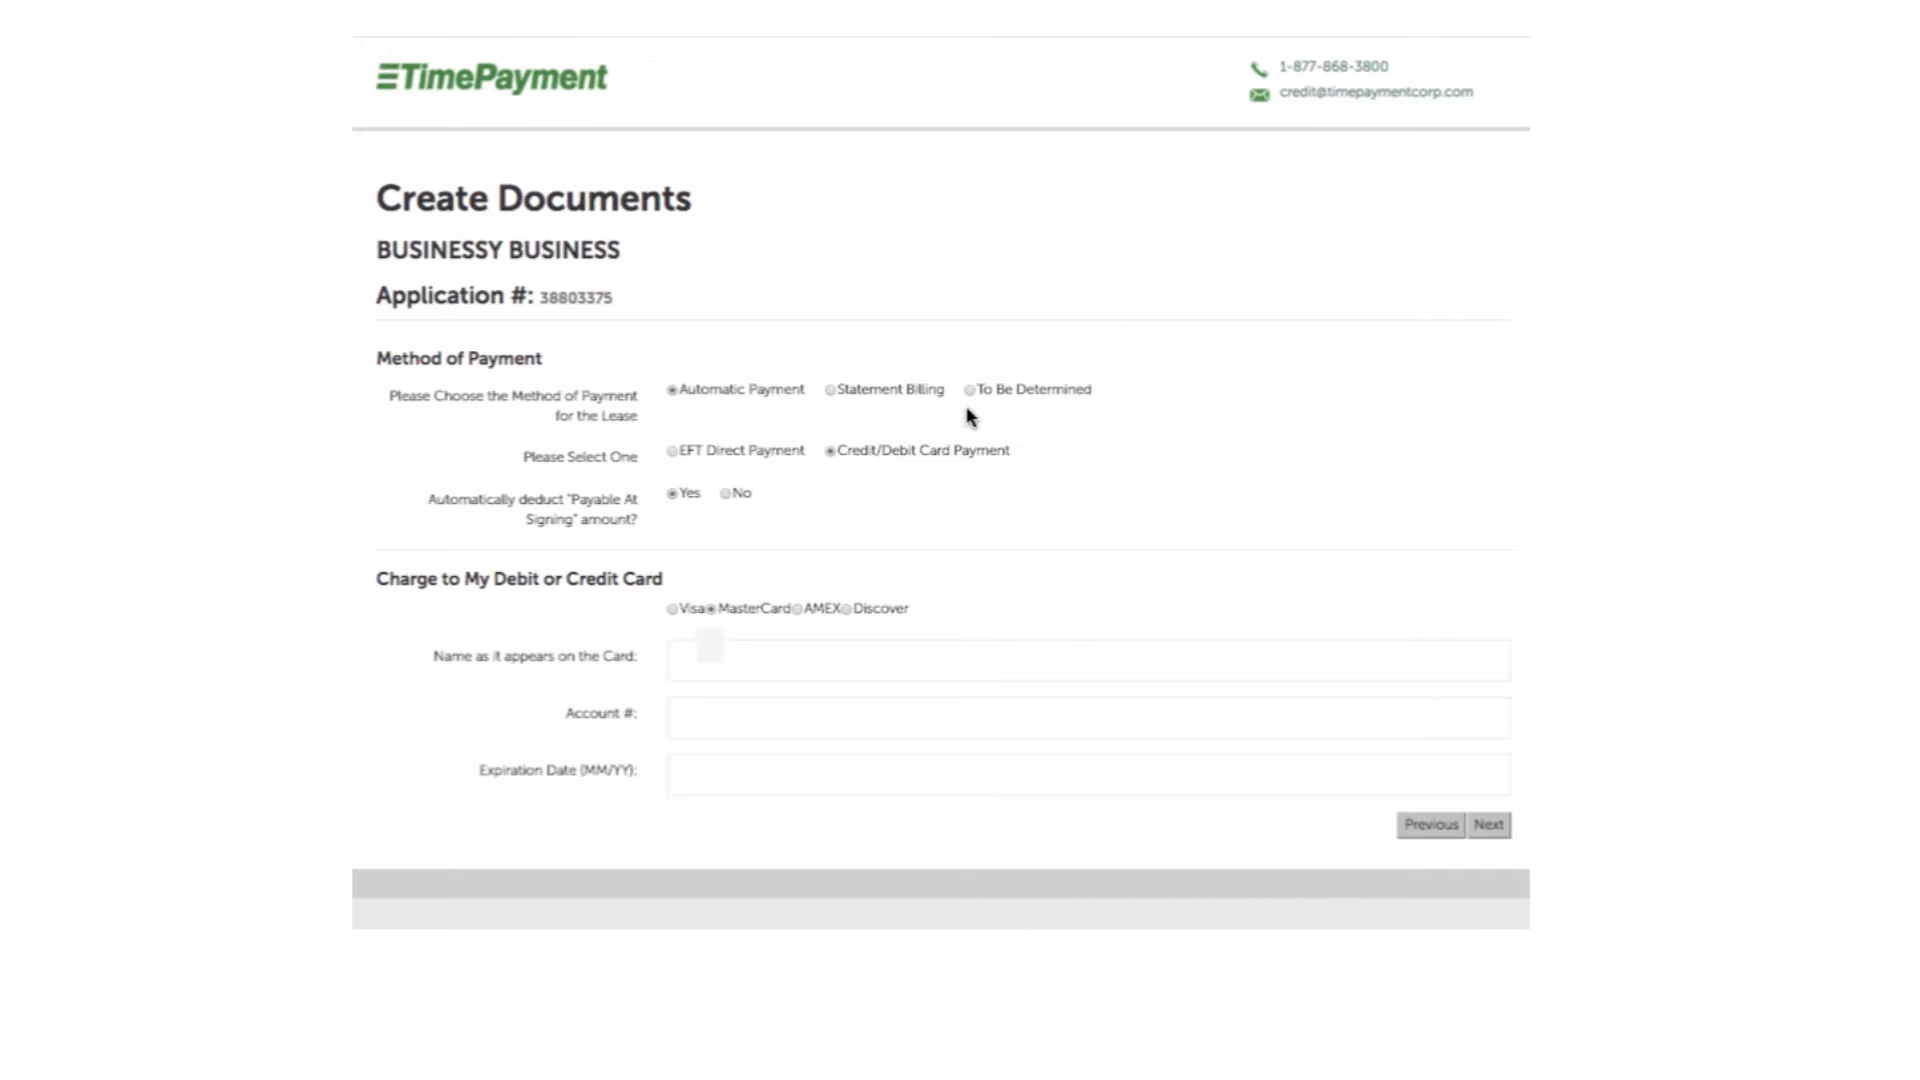 TimePayment
1-877-868-3800
credit@timepaymentcorp.com
Create Documents
BUSINESSY BUSINESS
Application #: 38803375
Method of Payment
Please Choose the Method of Payment
for the Lease
Automatic Payment Statement Billing To Be Determined
Please Select One
EFT Direct Payment Credit/Debit Card Payment
Automatically deduct "Payable At
Signing" amount?
Yes No
Charge to My Debit or Credit Card
Visa MasterCard AMEX Discover
Name as it appears on the Card:
Account #:
Expiration Date (MM/YY):
Previous Next